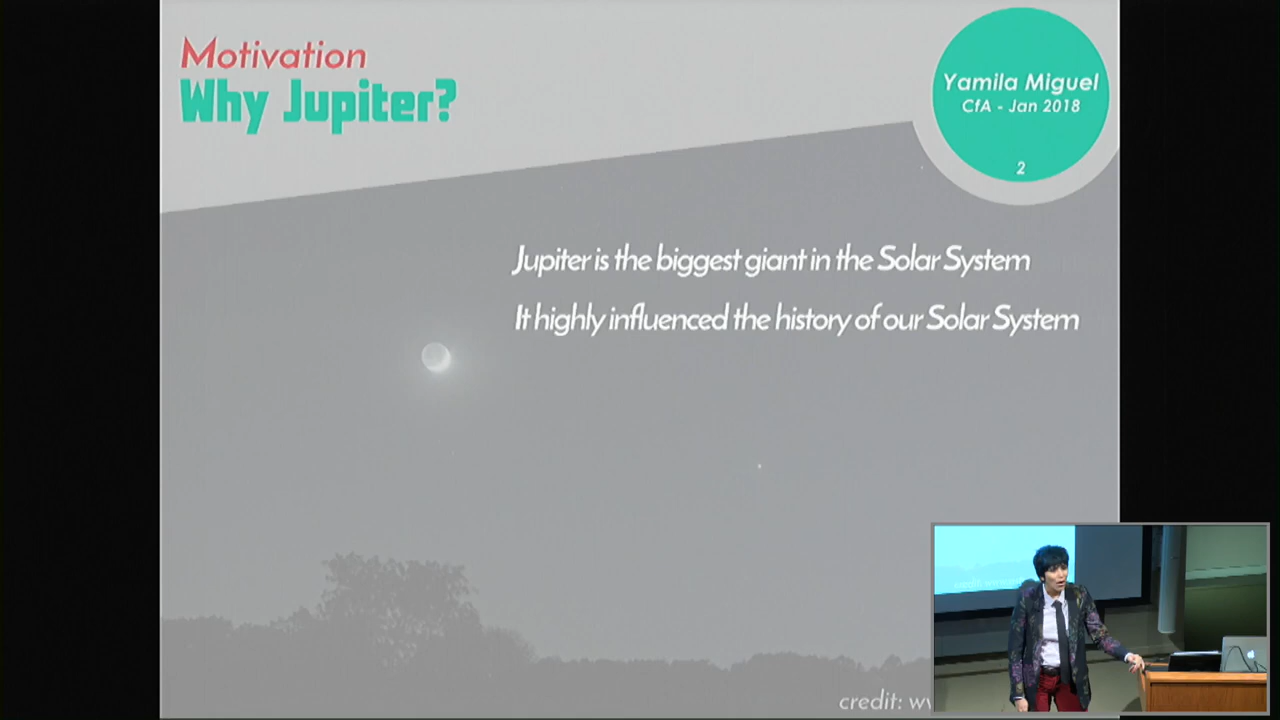 Motivation
Why Jupiter?
Yamila Miguel
CfA - Jan 2018
2
Jupiter is the biggest giant in the Solar System
It highly influenced the history of our Solar System
credit: